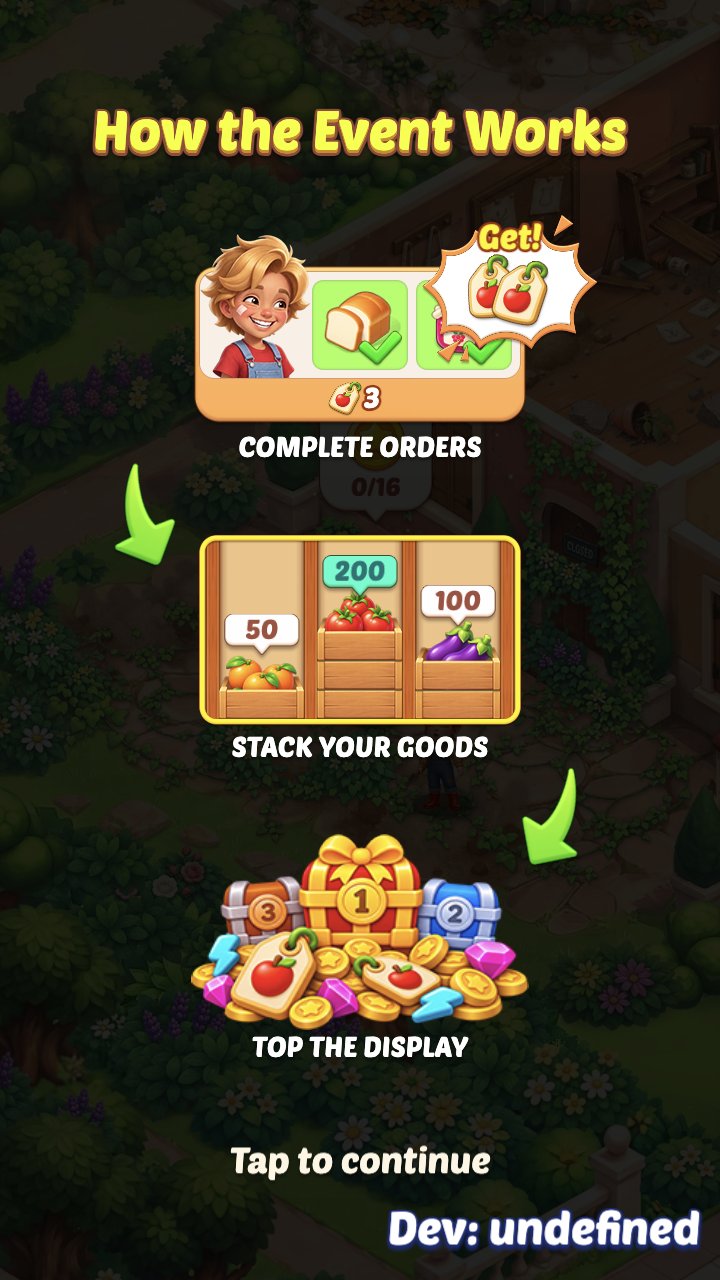 How the Event Works
Get!
3
COMPLETE ORDERS
0/16
CLOSED
200
100
50
STACK YOUR GOODS
1
3
2
TOP THE DISPLAY
Tap to continue
Dev: undefined